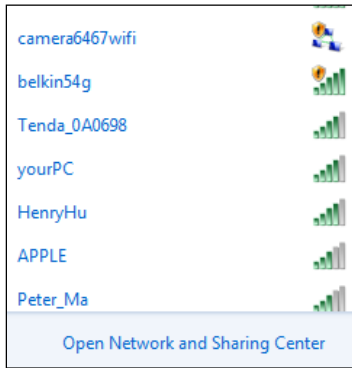 camera6467wifi
belkin54g
Tenda_0A0698
yourPC
HenryHu
APPLE
Peter_Ma
Open Network and Sharing Center